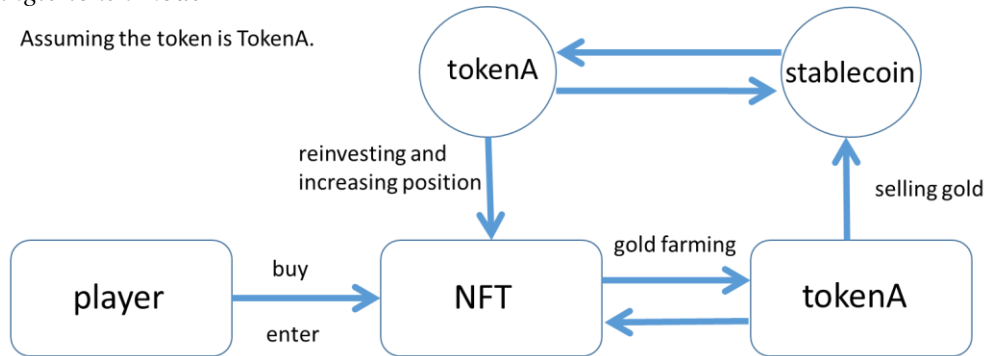 Assuming the token is TokenA.
tokenA
stablecoin
reinvesting and
increasing position
selling gold
gold farming
buy
player
NFT
tokenA
enter